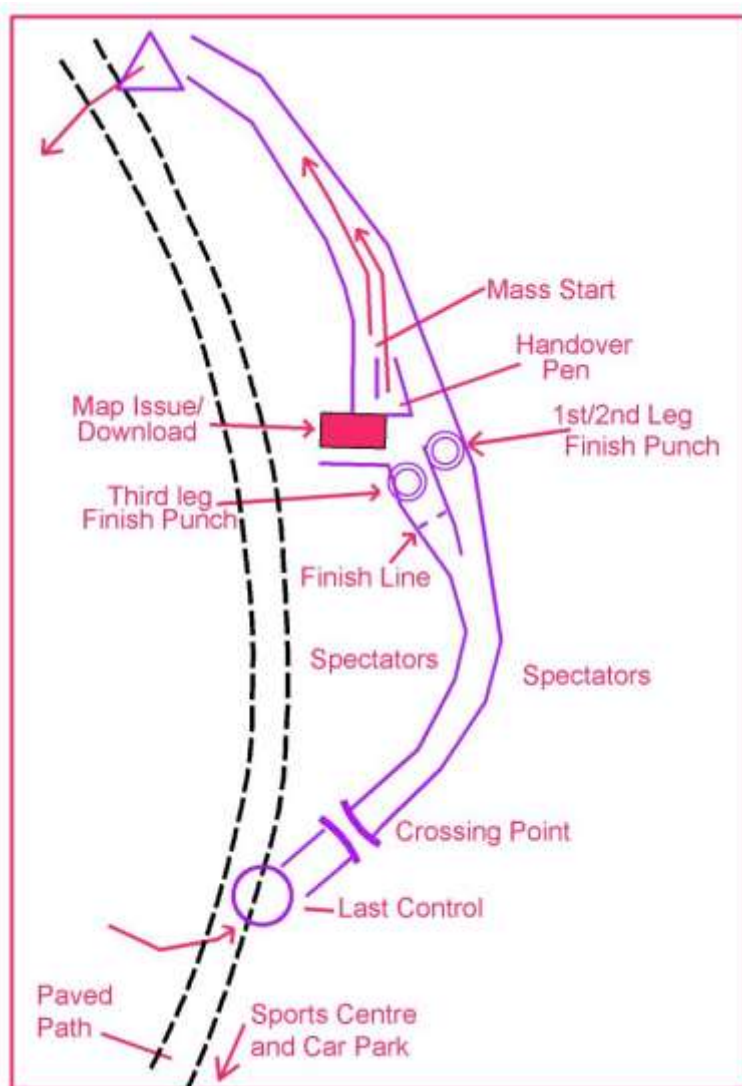 Mass Start
Handover
Pen
Map Issue/
Download
1st/2nd Leg
Finish Punch
Third leg
Finish Punch
Finish Line
Spectators
Spectators
Crossing Point
Last Control
Paved
Path
Sports Centre
and Car Park